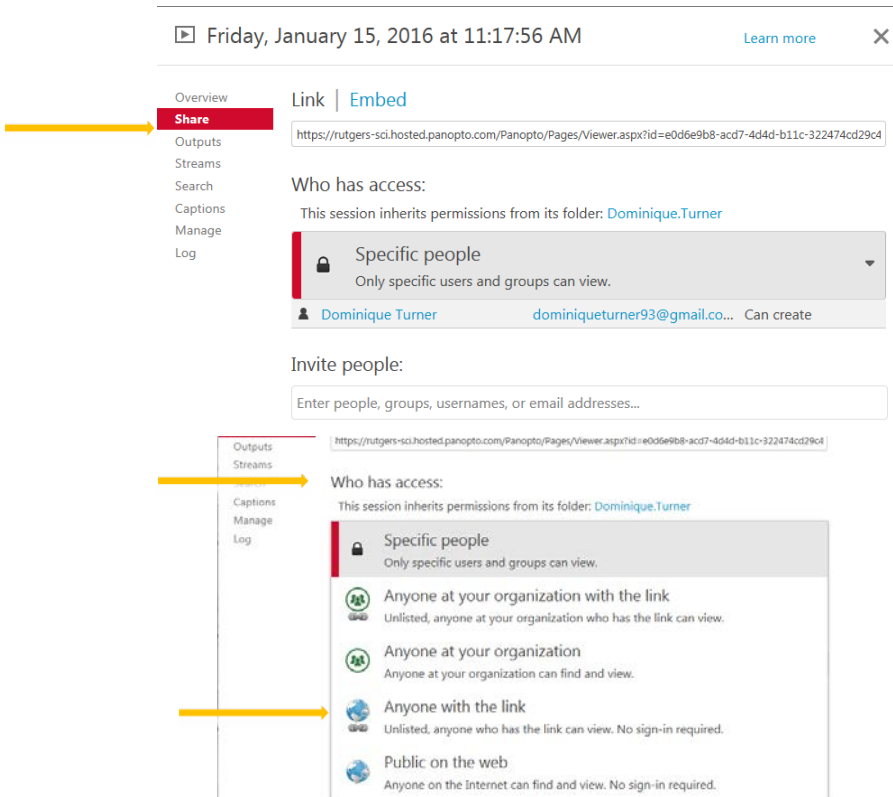 Friday, January 15, 2016 at 11:17:56 AM
Learn more
Overview
Share
Outputs
Streams
Search
Captions
Manage
Log
Link | Embed
https://rutgers-sci.hosted.panopto.com/Panopto/Pages/Viewer.aspx?id=e0d6e9b8-acd7-4d4d-b11c-322474cd29c4
Who has access:
This session inherits permissions from its folder: Dominique.Turner
Specific people
Only specific users and groups can view.
Dominique Turner dominiqueturner93@gmail.co... Can create
Invite people:
Enter people, groups, usernames, or email addresses...
Outputs
Streams
Search
Captions
Manage
Log
https://rutgers-sci.hosted.panopto.com/Panopto/Pages/Viewer.aspx?id=e0d6e9b8-acd7-4d4d-b11c-322474cd29c4
Who has access:
This session inherits permissions from its folder: Dominique.Turner
Specific people
Only specific users and groups can view.
Anyone at your organization with the link
Unlisted, anyone at your organization who has the link can view.
Anyone at your organization
Anyone at your organization can find and view.
Anyone with the link
Unlisted, anyone who has the link can view. No sign-in required.
Public on the web
Anyone on the Internet can find and view. No sign-in required.